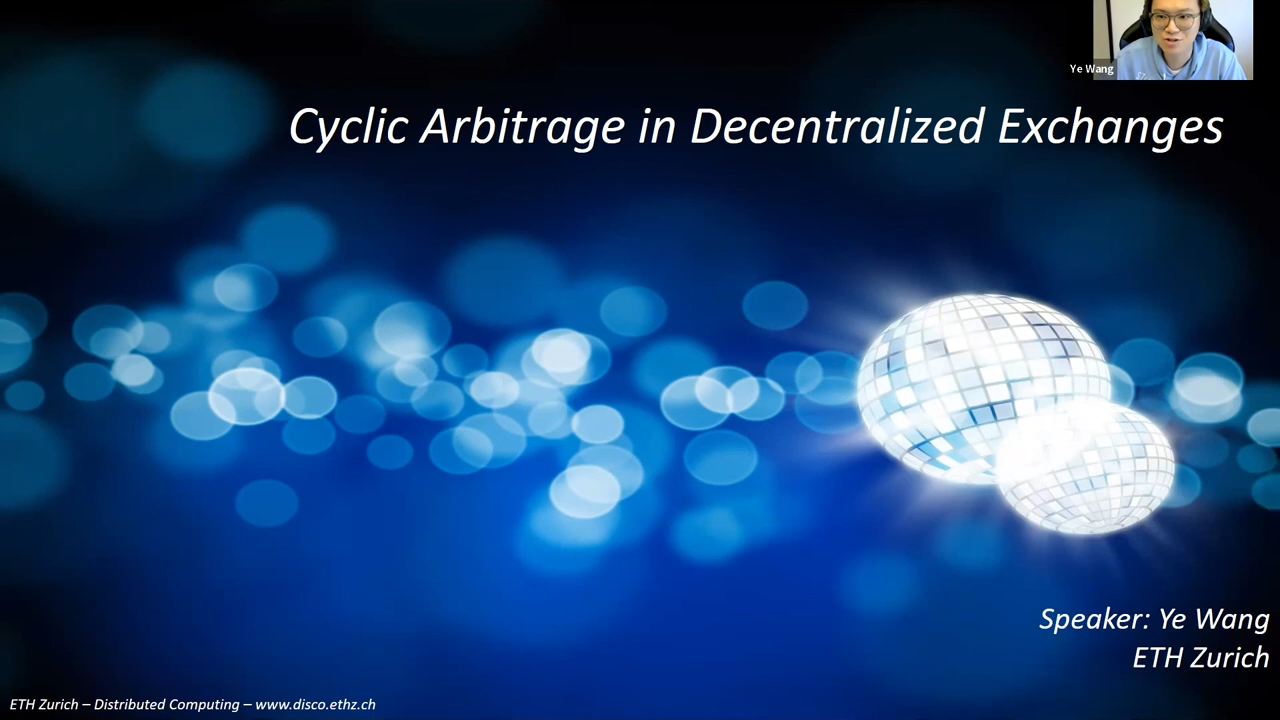 Ye Wang
Cyclic Arbitrage in Decentralized Exchanges
Speaker: Ye Wang
ETH Zurich
ETH Zurich – Distributed Computing – www.disco.ethz.ch